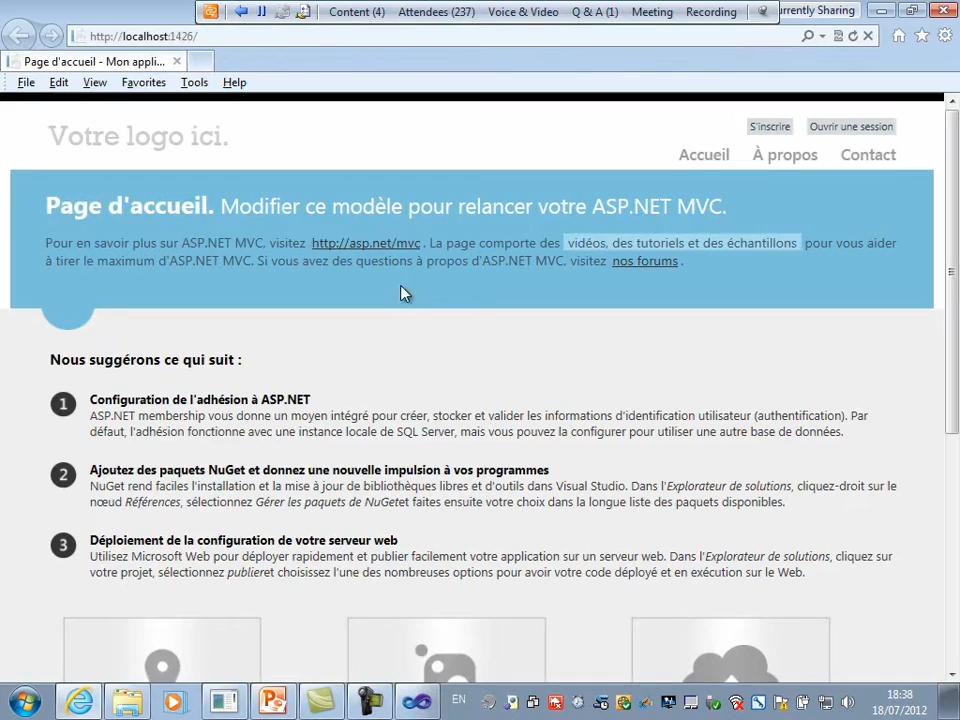 Content (4) Attendees (237) Voice & Video Q & A (1) Meeting Recording urrently Sharing
http://localhost:1426/
Page d'accueil - Mon appli...
File Edit View Favorites Tools Help
Votre logo ici.
S'inscrire Ouvrir une session
Accueil À propos Contact
Page d'accueil. Modifier ce modèle pour relancer votre ASP.NET MVC.
Pour en savoir plus sur ASP.NET MVC, visitez http://asp.net/mvc . La page comporte des vidéos, des tutoriels et des échantillons pour vous aider
à tirer le maximum d'ASP.NET MVC. Si vous avez des questions à propos d'ASP.NET MVC. visitez nos forums .
Nous suggérons ce qui suit :
1 Configuration de l'adhésion à ASP.NET
ASP.NET membership vous donne un moyen intégré pour créer, stocker et valider les informations d'identification utilisateur (authentification). Par
défaut, l'adhésion fonctionne avec une instance locale de SQL Server, mais vous pouvez la configurer pour utiliser une autre base de données.
2 Ajoutez des paquets NuGet et donnez une nouvelle impulsion à vos programmes
NuGet rend faciles l'installation et la mise à jour de bibliothèques libres et d'outils dans Visual Studio. Dans l'Explorateur de solutions, cliquez-droit sur le
nœud Références, sélectionnez Gérer les paquets de NuGetet faites ensuite votre choix dans la longue liste des paquets disponibles.
3 Déploiement de la configuration de votre serveur web
Utilisez Microsoft Web pour déployer rapidement et publier facilement votre application sur un serveur web. Dans l'Explorateur de solutions, cliquez sur
votre projet, sélectionnez publieret choisissez l'une des nombreuses options pour avoir votre code déployé et en exécution sur le Web.
EN
18:38
18/07/2012